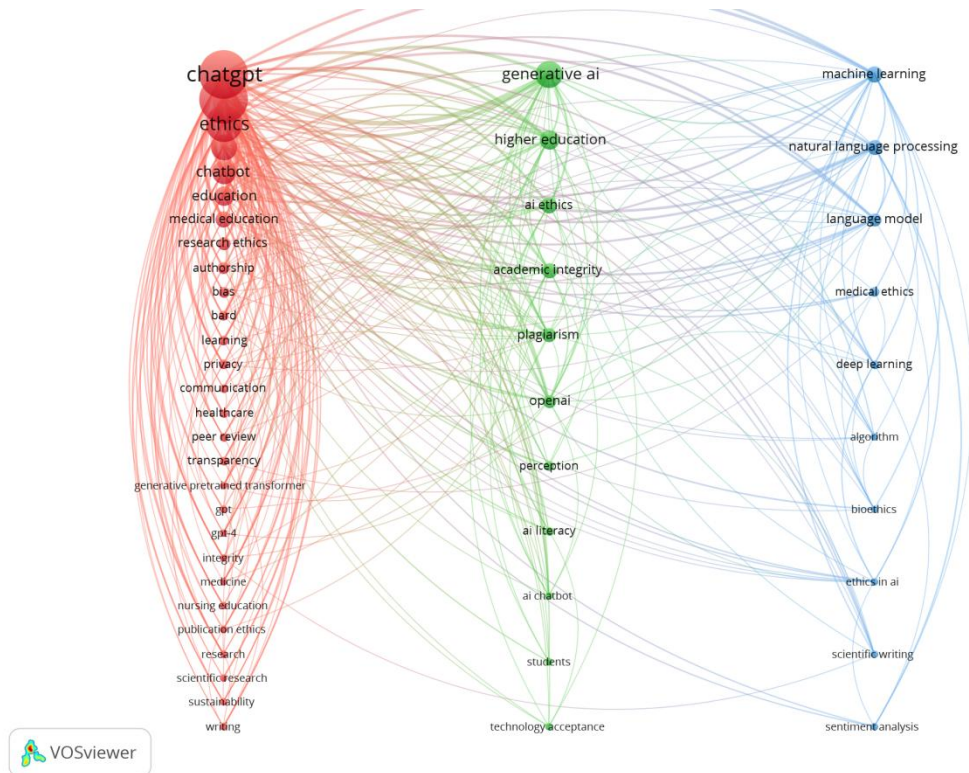 chatgpt
ethics
chatbot
education
medical education
research ethics
authorship
bias
bard
learning
privacy
communication
healthcare
peer review
transparency
generative pretrained transformer
gpt
gpt-4
integrity
medicine
nursing education
publication ethics
research
scientific research
sustainability
writing
generative ai
higher education
ai ethics
academic integrity
plagiarism
openai
perception
ai literacy
ai chatbot
students
technology acceptance
machine learning
natural language processing
language model
medical ethics
deep learning
algorithm
bioethics
ethics in ai
scientific writing
sentiment analysis
VOSviewer